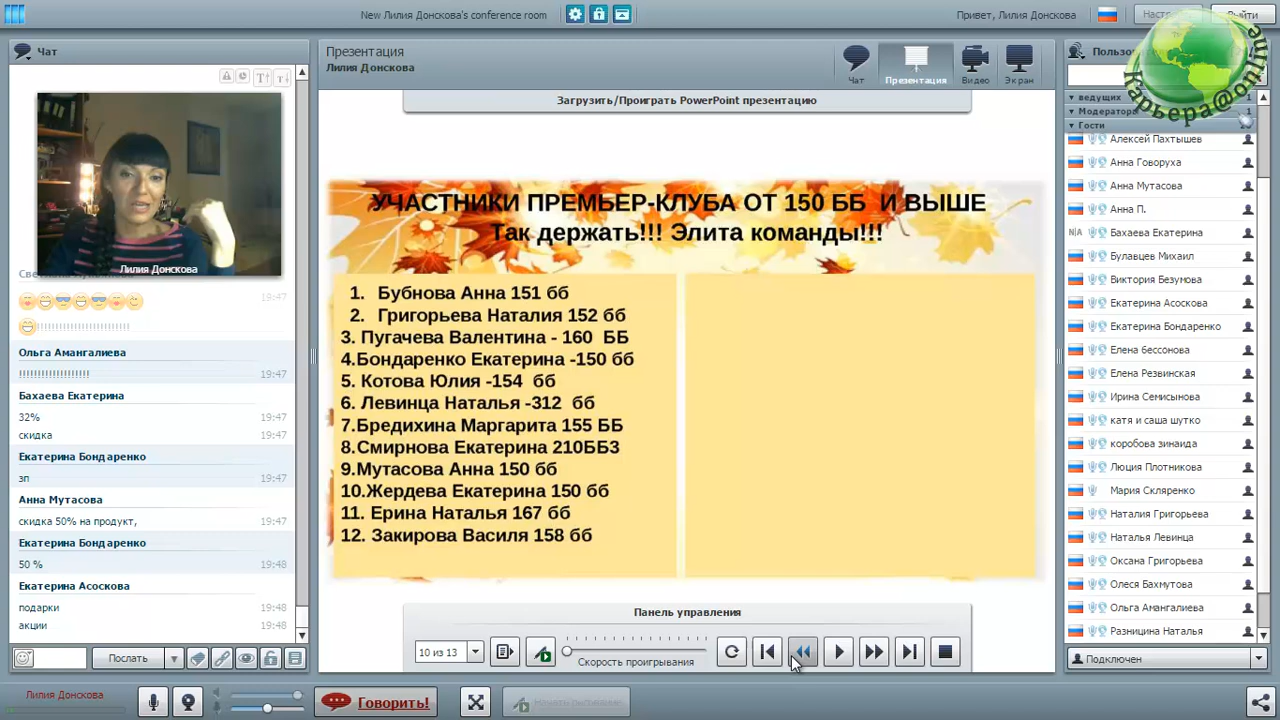 New Лилия Донскова's conference room
Привет, Лилия Донскова
Выйти
Карьера@online
Чат
Лилия Донскова
19:47
!!!!!!!!!!!!!!!!!!!!!!!!!!
19:47
Ольга Амангалиева
!!!!!!!!!!!!!!!!!!!
19:47
Бахаева Екатерина
32%
19:47
скидка
19:47
Екатерина Бондаренко
зп
19:47
Анна Мутасова
скидка 50% на продукт,
19:47
Екатерина Бондаренко
50 %
19:48
Екатерина Асоскова
подарки
19:48
акции
19:48
Послать
Презентация
Лилия Донскова
Чат
Презентация
Видео
Экран
Загрузить/Проиграть PowerPoint презентацию
УЧАСТНИКИ ПРЕМЬЕР-КЛУБА ОТ 150 ББ И ВЫШЕ
Так держать!!! Элита команды!!!
1. Бубнова Анна 151 бб
2. Григорьева Наталия 152 бб
3. Пугачева Валентина - 160 ББ
4.Бондаренко Екатерина -150 бб
5. Котова Юлия -154 бб
6. Левинца Наталья -312 бб
7.Бредихина Маргарита 155 ББ
8.Смирнова Екатерина 210ББЗ
9.Мутасова Анна 150 бб
10.Жердева Екатерина 150 бб
11. Ерина Наталья 167 бб
12. Закирова Василя 158 бб
Панель управления
10 из 13
Скорость проигрывания
ведущих
1
Модератора
1
Гости
Алексей Пахтышев
Анна Говоруха
Анна Мутасова
Анна П.
N/A Бахаева Екатерина
Булавцев Михаил
Виктория Безумова
Екатерина Асоскова
Екатерина Бондаренко
Елена бессонова
Елена Резвинская
Ирина Семисынова
катя и саша шутко
коробова зинаида
Люция Плотникова
Мария Скляренко
Наталия Григорьева
Наталья Левинца
Оксана Григорьева
Олеся Бахмутова
Ольга Амангалиева
Разницина Наталья
Подключен
Лилия Донскова
Говорить!